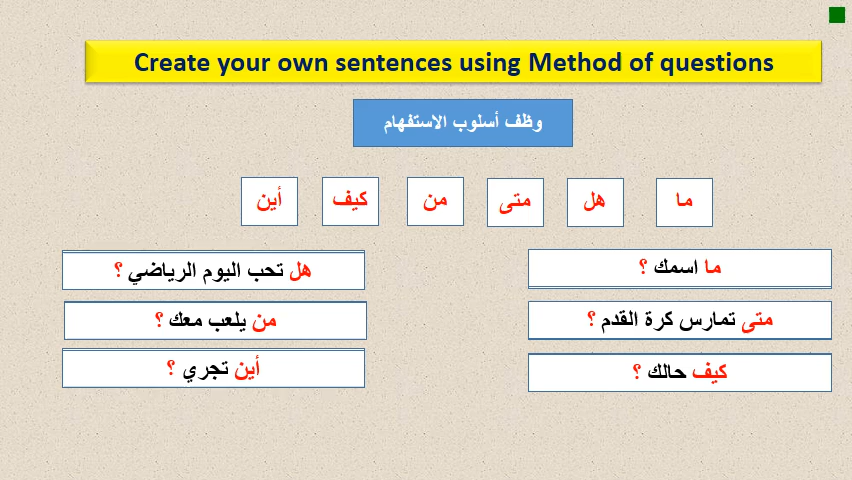 Create your own sentences using Method of questions
وظف أسلوب الاستفهام
ما
هل
متى
من
كيف
أين
ما اسمك ؟
هل تحب اليوم الرياضي ؟
متى تمارس كرة القدم ؟
من يلعب معك ؟
كيف حالك ؟
أين تجري ؟